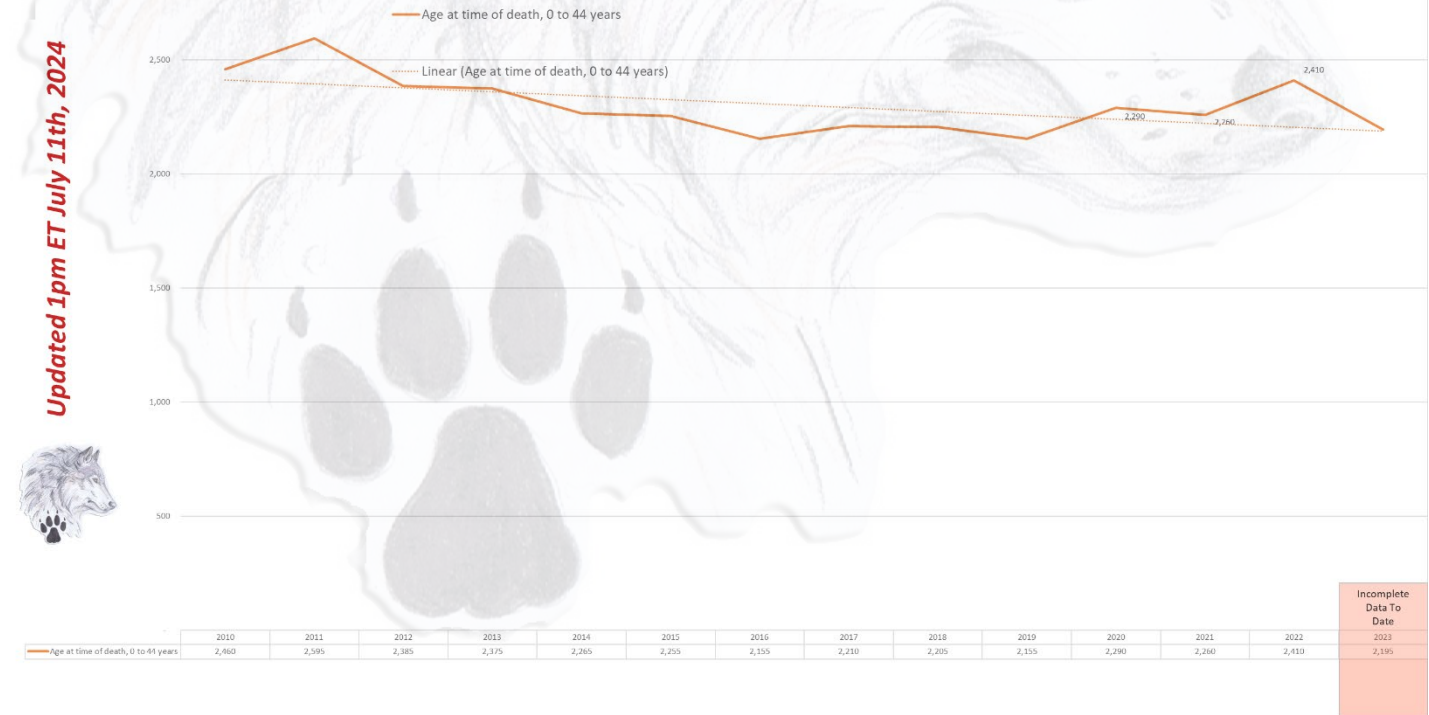 Age at time of death, 0 to 44 years
Updated 1pm ET July 11th, 2024
2,500
Linear (Age at time of death, 0 to 44 years)
2,410
2,290
2,260
2,000
1,500
1,000
500
-
Incomplete
Data To
Date
2010 2011 2012 2013 2014 2015 2016 2017 2018 2019 2020 2021 2022 2023
Age at time of death, 0 to 44 years 2,460 2,595 2,385 2,375 2,265 2,255 2,155 2,210 2,205 2,155 2,290 2,260 2,410 2,195